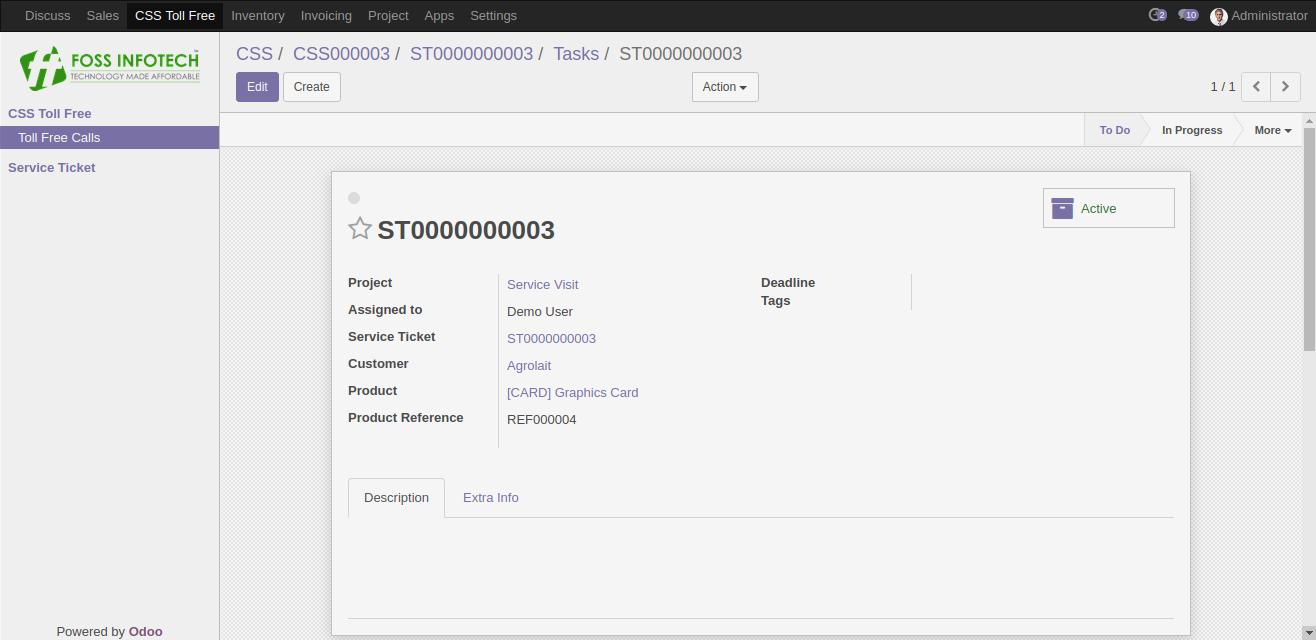 Discuss Sales CSS Toll Free Inventory Invoicing Project Apps Settings 2 10 Administrator
FOSS INFOTECH
TECHNOLOGY MADE AFFORDABLE
CSS / CSS000003 / ST0000000003 / Tasks / ST0000000003
Edit Create Action 1 / 1
CSS Toll Free
Toll Free Calls
Service Ticket
To Do In Progress More
Active
ST0000000003
Project Service Visit
Assigned to Demo User
Service Ticket ST0000000003
Customer Agrolait
Product [CARD] Graphics Card
Product Reference REF000004
Deadline
Tags
Description Extra Info
Powered by Odoo